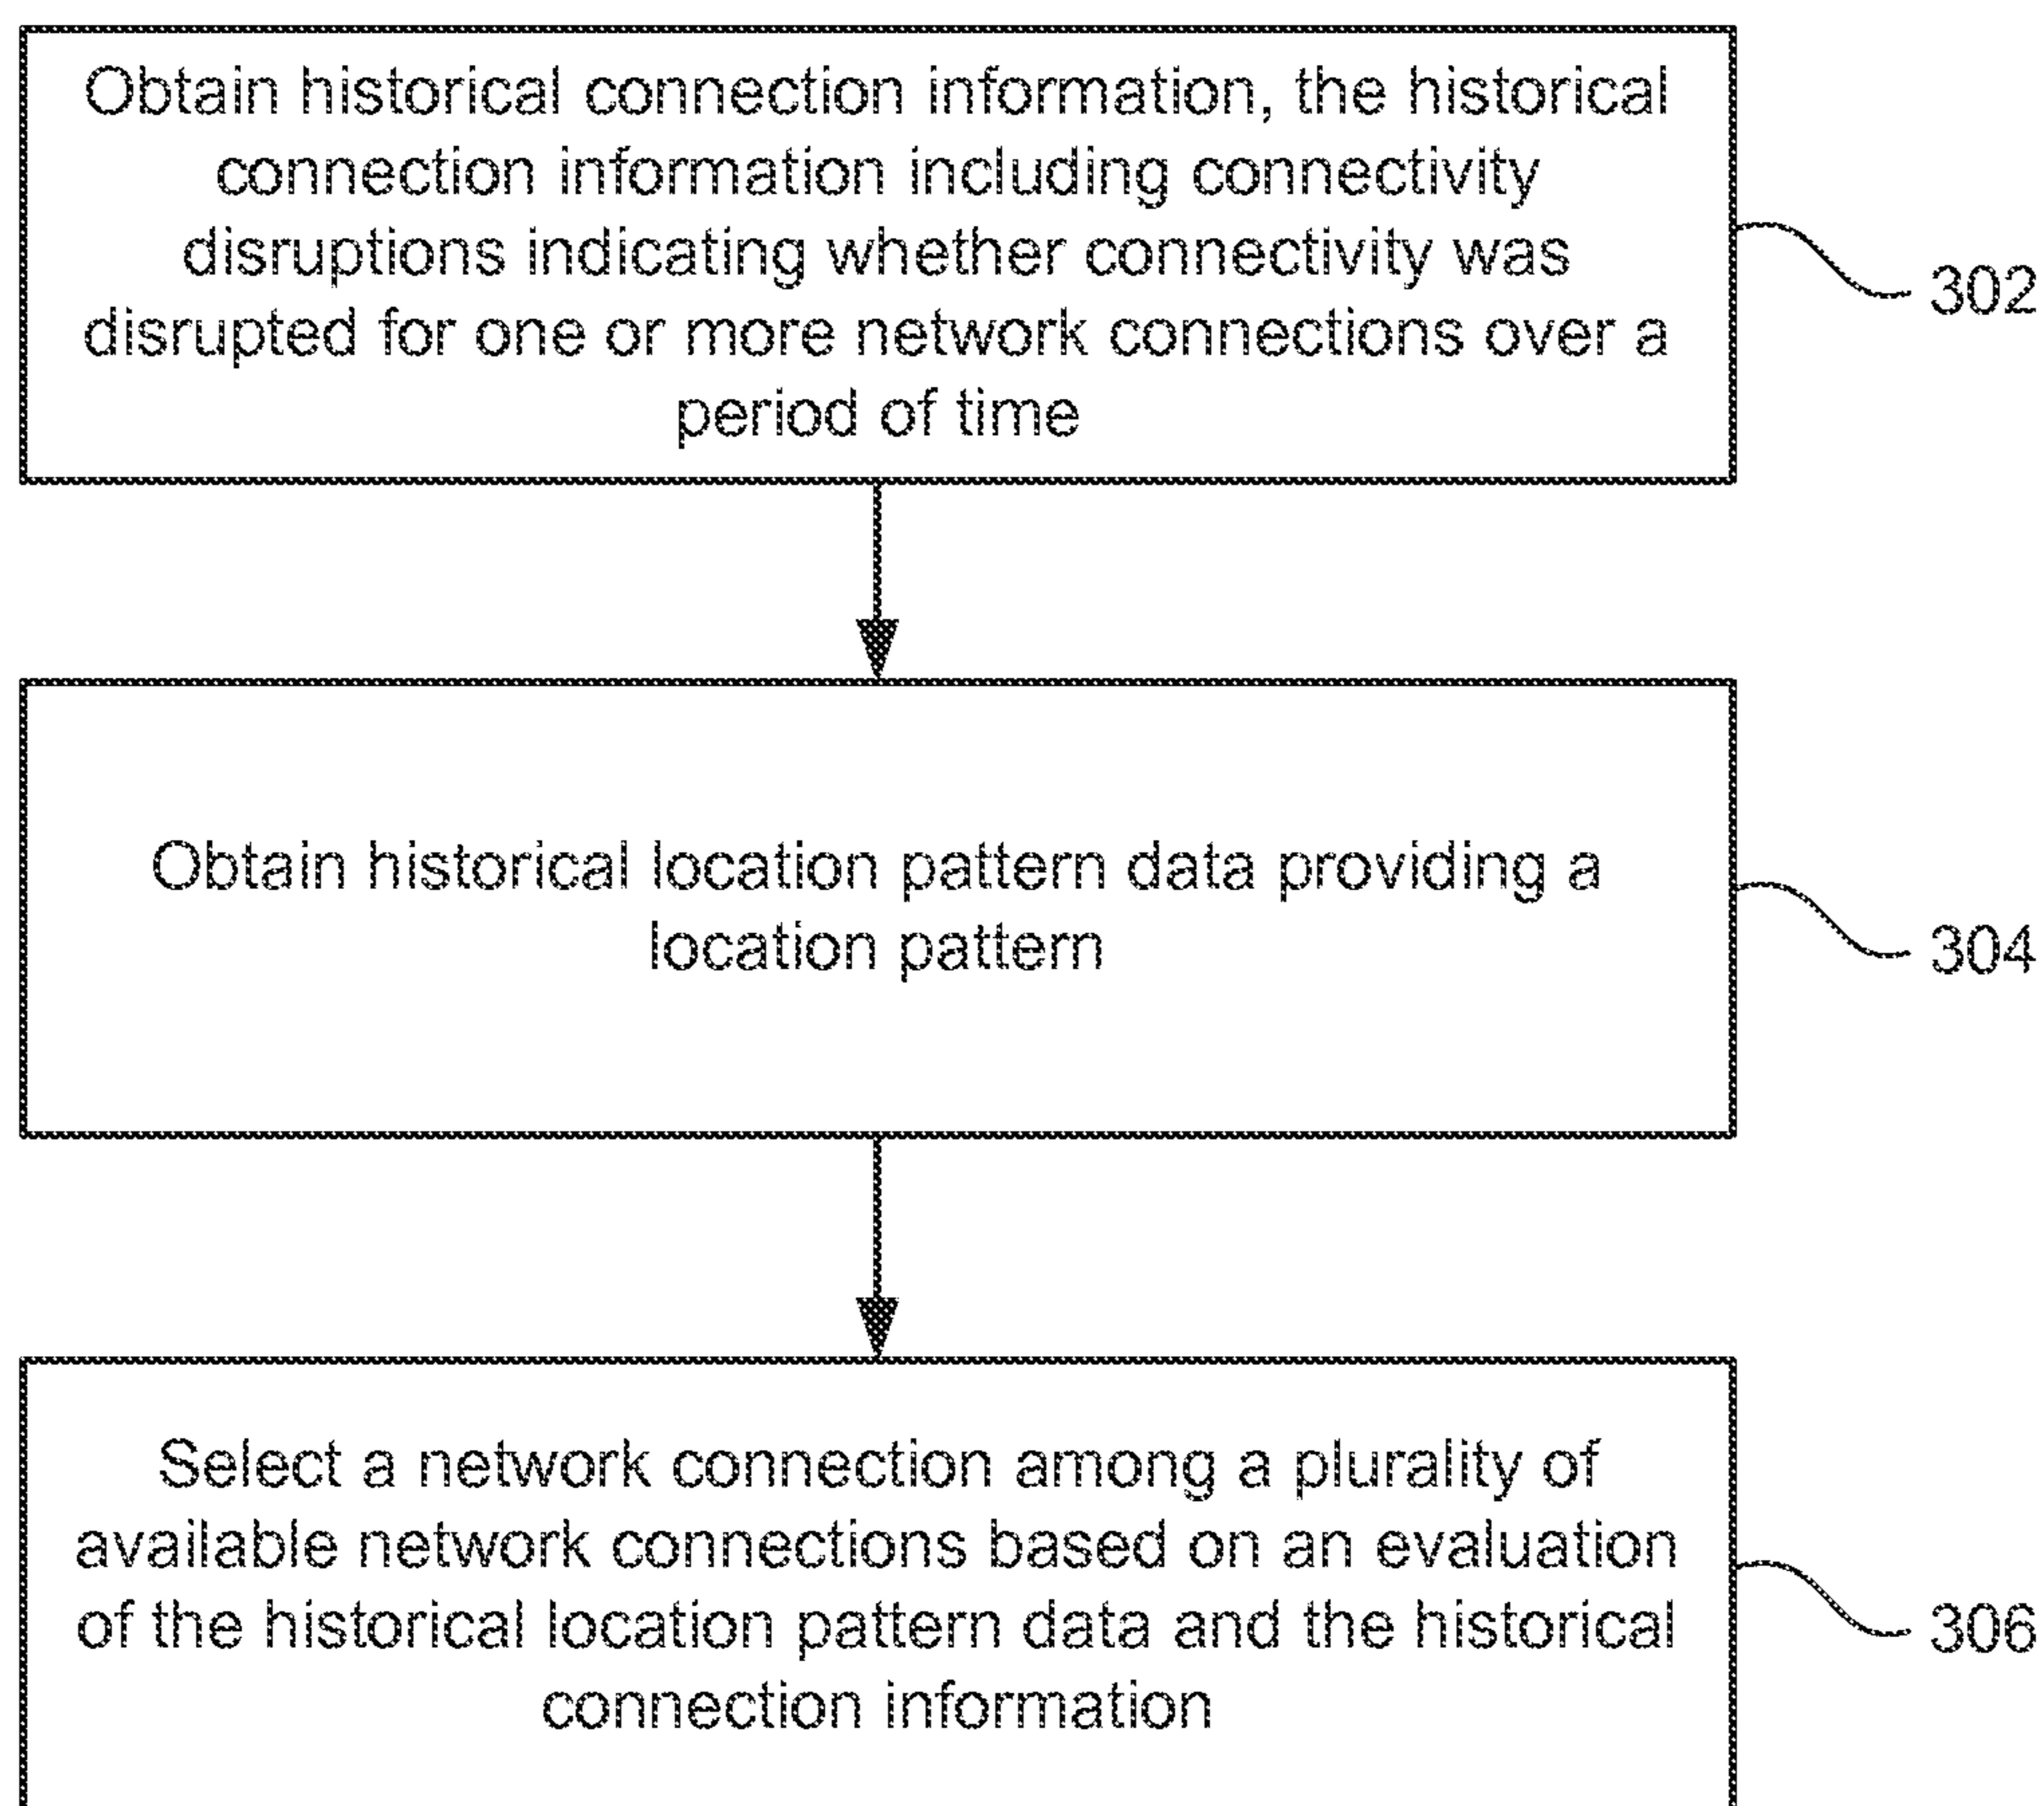 Obtain historical connection information, the historical
connection information including connectivity
disruptions indicating whether connectivity was
disrupted for one or more network connections over a
period of time
302
Obtain historical location pattern data providing a
location pattern
304
Select a network connection among a plurality of
available network connections based on an evaluation
of the historical location pattern data and the historical
connection information
306